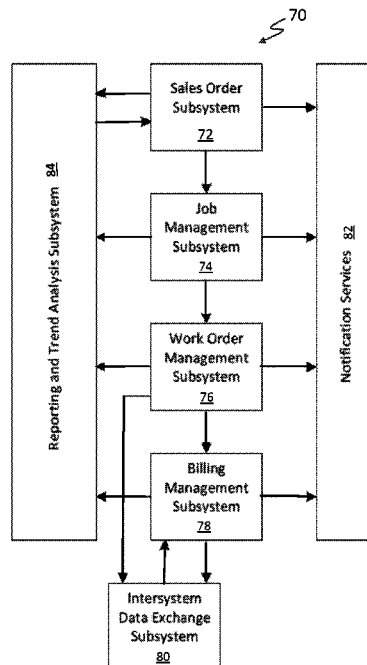 70
Sales Order
Subsystem
72
Job
Management
Subsystem
74
Work Order
Management
Subsystem
76
Billing
Management
Subsystem
78
Intersystem
Data Exchange
Subsystem
80
Reporting and Trend Analysis Subsystem 84
Notification Services 82